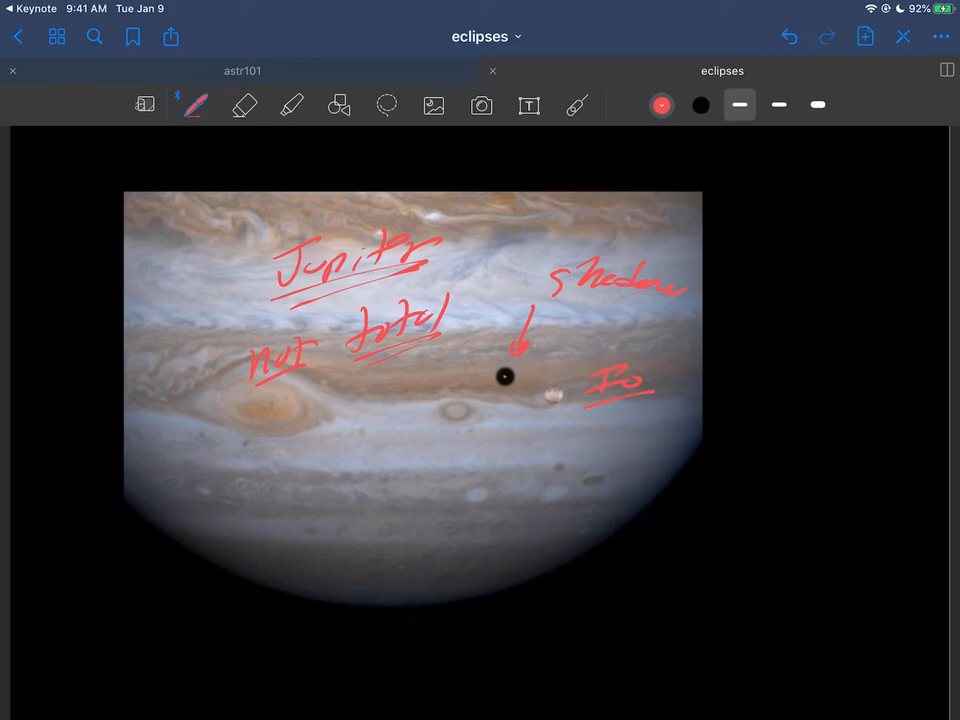 Keynote 9:41 AM Tue Jan 9 92%
eclipses
astr101 eclipses
T
Jupiter
shadow
not total
Io